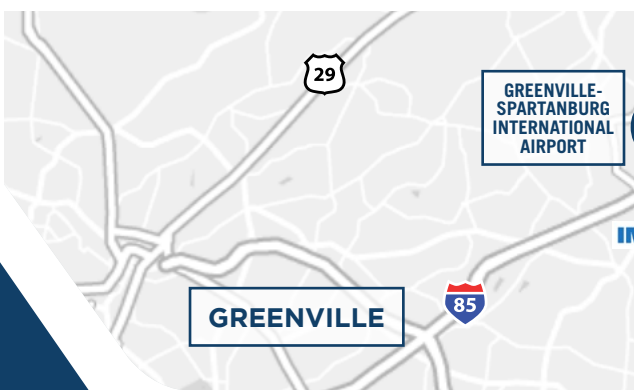 29
GREENVILLE-
SPARTANBURG
INTERNATIONAL
AIRPORT
GREENVILLE
85